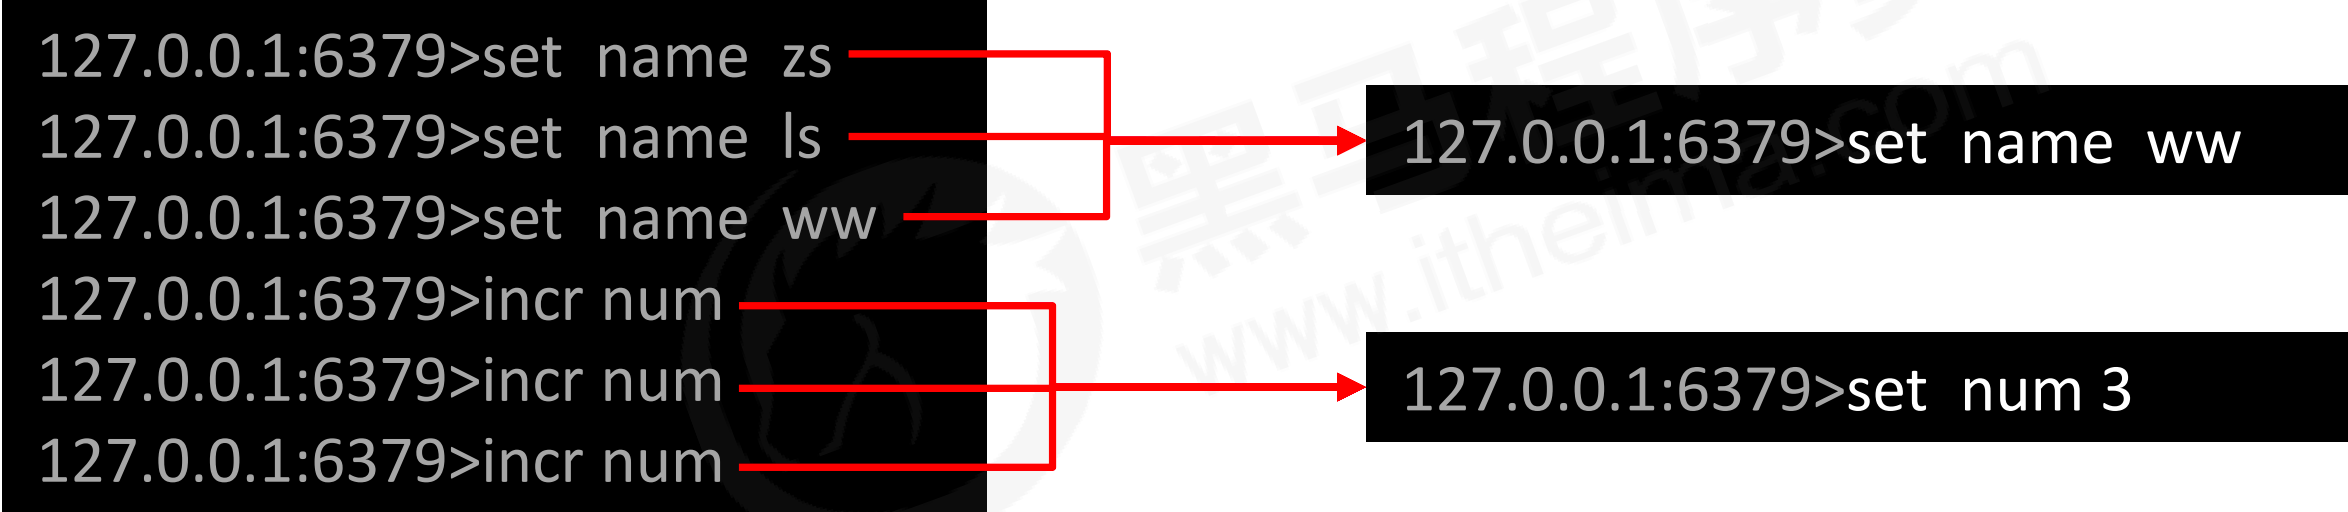 127.0.0.1:6379>set name zs
127.0.0.1:6379>set name ls
127.0.0.1:6379>set name ww
127.0.0.1:6379>incr num
127.0.0.1:6379>incr num
127.0.0.1:6379>incr num
127.0.0.1:6379>set name ww
127.0.0.1:6379>set num 3
黑马程序员
www.itheima.com